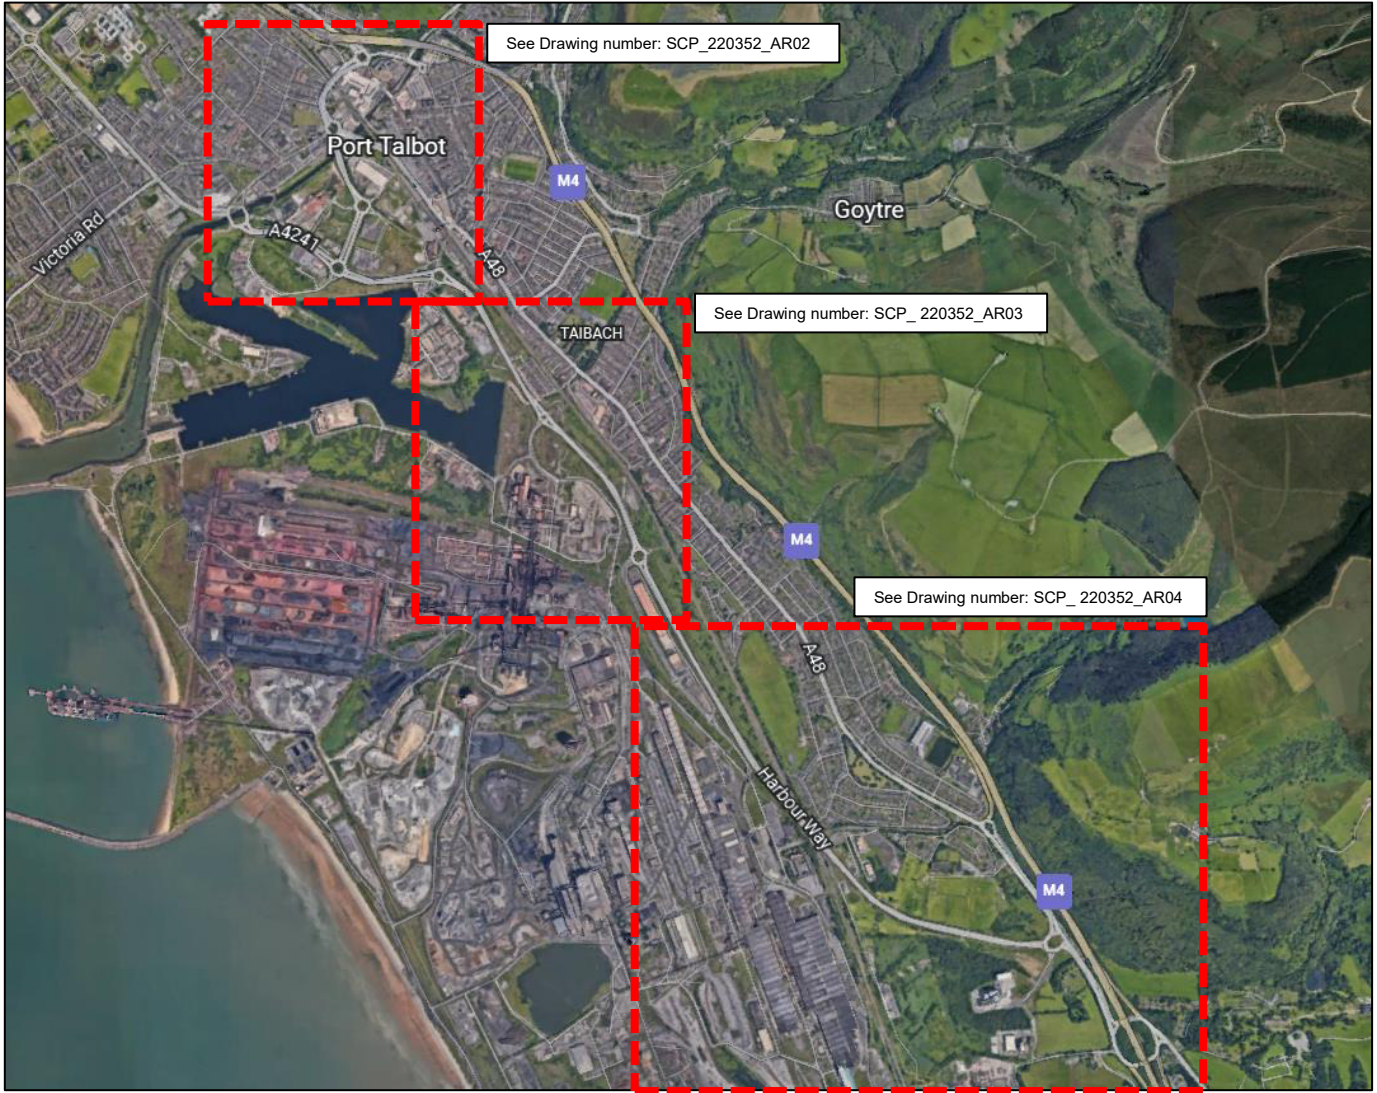 See Drawing number: SCP_220352_AR02
Port Talbot
M4
Goytre
Victoria Rd
A4241
A48
See Drawing number: SCP_ 220352_AR03
TAIBACH
M4
See Drawing number: SCP_ 220352_AR04
A48
Harbour Way
M4